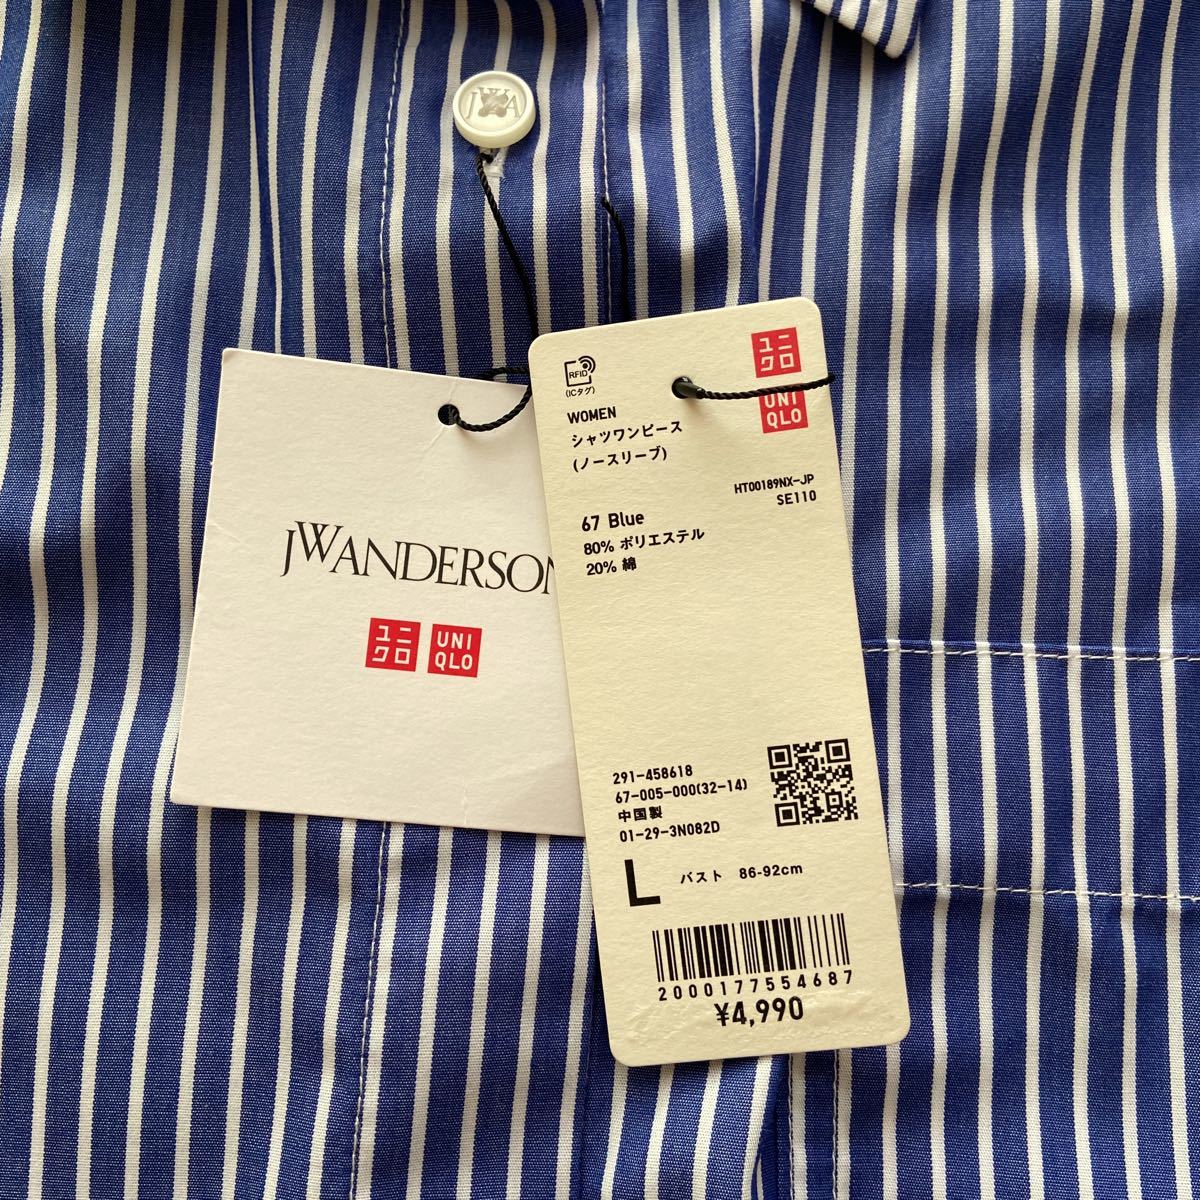 JWA
JWANDERSON
ユニ
クロ
UNI
QLO
RFID
(ICタグ)
ユニ
クロ
UNI
QLO
WOMEN
シャツワンピース
(ノースリーブ)
HT00189NX-JP
SE110
67 Blue
80% ポリエステル
20% 綿
291-458618
67-005-000(32-14)
中国製
01-29-3N082D
L バスト 86-92cm
2000177554687
¥4,990